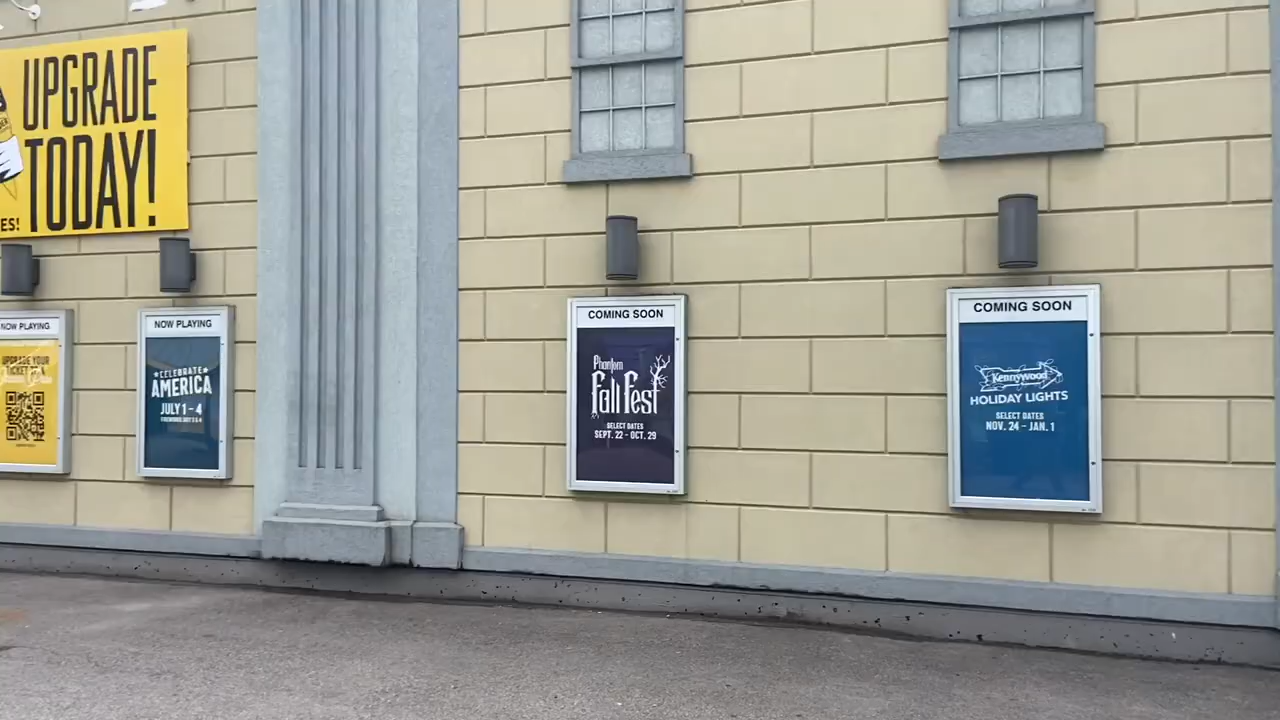 UPGRADE
TODAY!
ES!
NOW PLAYING
UPGRADE YOUR
NOW PLAYING
CELEBRATE
AMERICA
JULY 1 - 4
COMING SOON
Phantom
fall fest
SELECT DATES
SEPT. 22 - OCT. 29
COMING SOON
Kennywood
HOLIDAY LIGHTS
SELECT DATES
NOV. 24 - JAN. 1